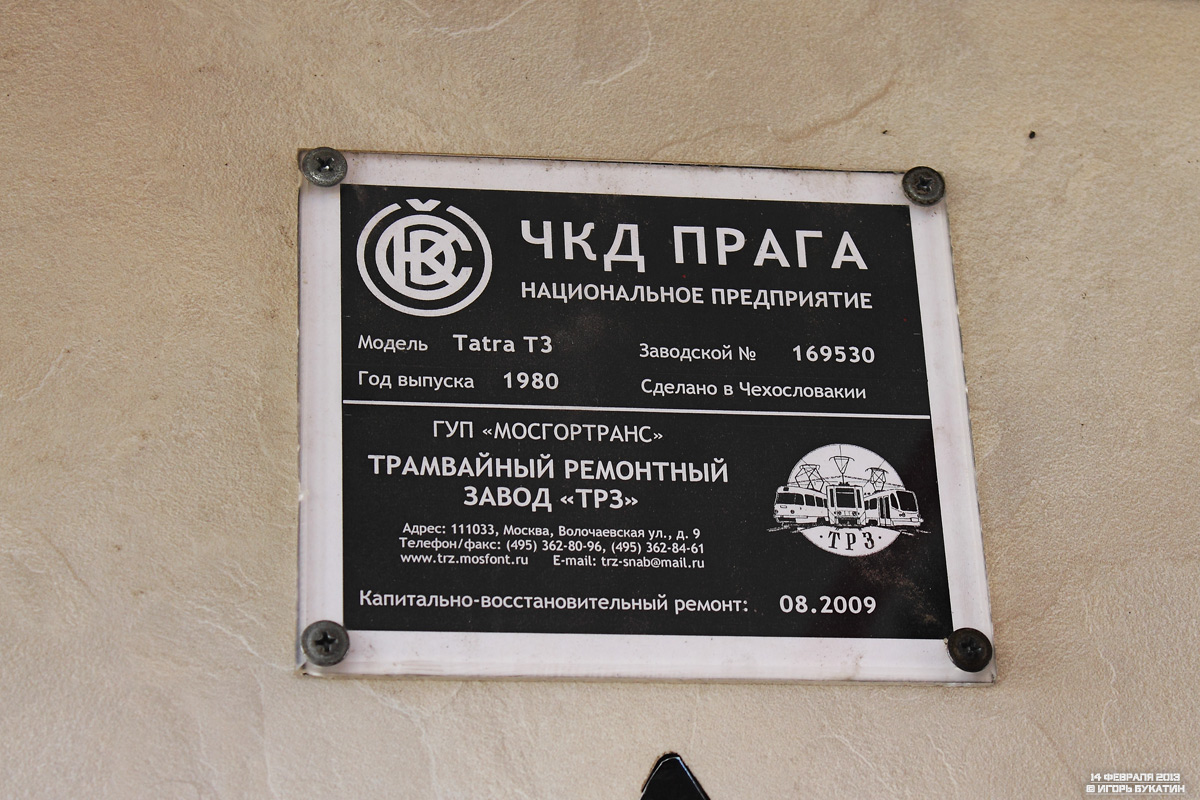 ČKD
ЧКД ПРАГА
НАЦИОНАЛЬНОЕ ПРЕДПРИЯТИЕ
Модель Tatra T3 Заводской № 169530
Год выпуска 1980 Сделано в Чехословакии
ГУП «МОСГОРТРАНС»
ТРАМВАЙНЫЙ РЕМОНТНЫЙ
ЗАВОД «ТРЗ»
Адрес: 111033, Москва, Волочаевская ул., д. 9
Телефон/факс: (495) 362-80-96, (495) 362-84-61
www.trz.mosfont.ru E-mail: trz-snab@mail.ru
ТРЗ
Капитально-восстановительный ремонт: 08.2009
14 ФЕВРАЛЯ 2013
© ИГОРЬ БУКАТИН